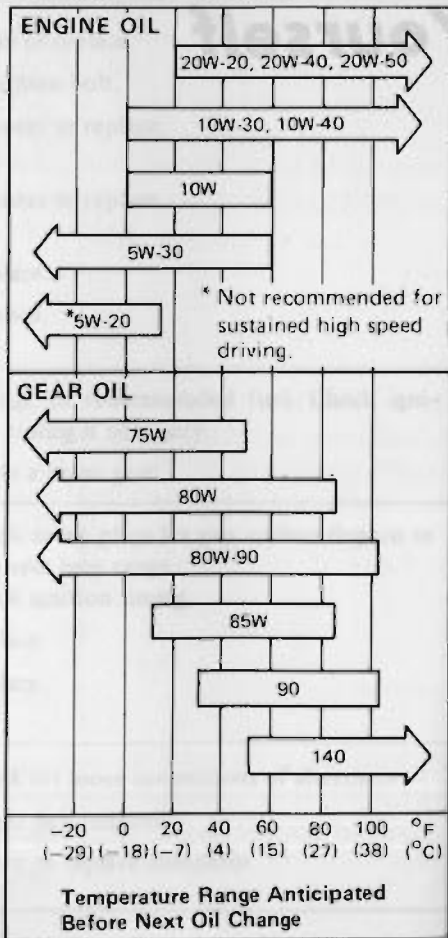 Yourself
ENGINE OIL
20W-20, 20W-40, 20W-50
10W-30, 10W-40
10W
5W-30
*5W-20
* Not recommended for
sustained high speed
driving.
GEAR OIL
75W
80W
80W-90
85W
90
140
-20 0 20 40 60 80 100 °F
(-29) (-18) (-7) (4) (15) (27) (38) (°C)
Temperature Range Anticipated
Before Next Oil Change